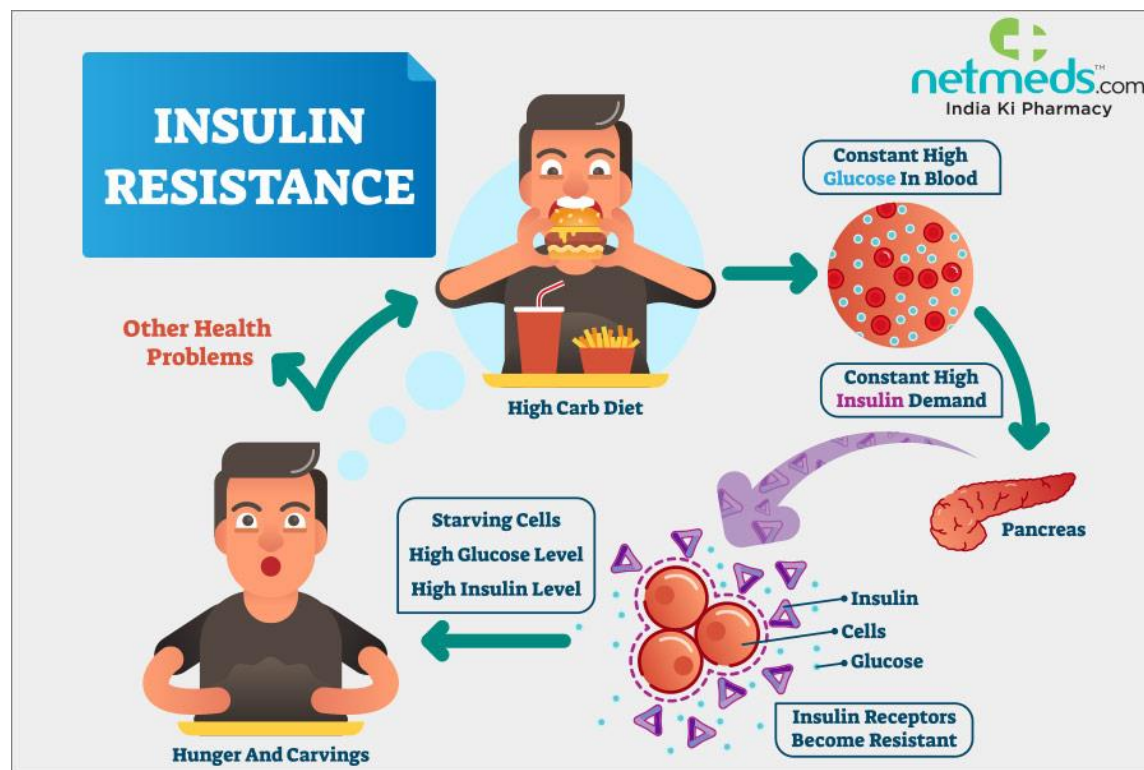 INSULIN
RESISTANCE
netmeds.com
TM
India Ki Pharmacy
Constant High
Glucose In Blood
Other Health
Problems
High Carb Diet
Constant High
Insulin Demand
Pancreas
Starving Cells
High Glucose Level
High Insulin Level
Insulin
Cells
Glucose
Insulin Receptors
Become Resistant
Hunger And Carvings